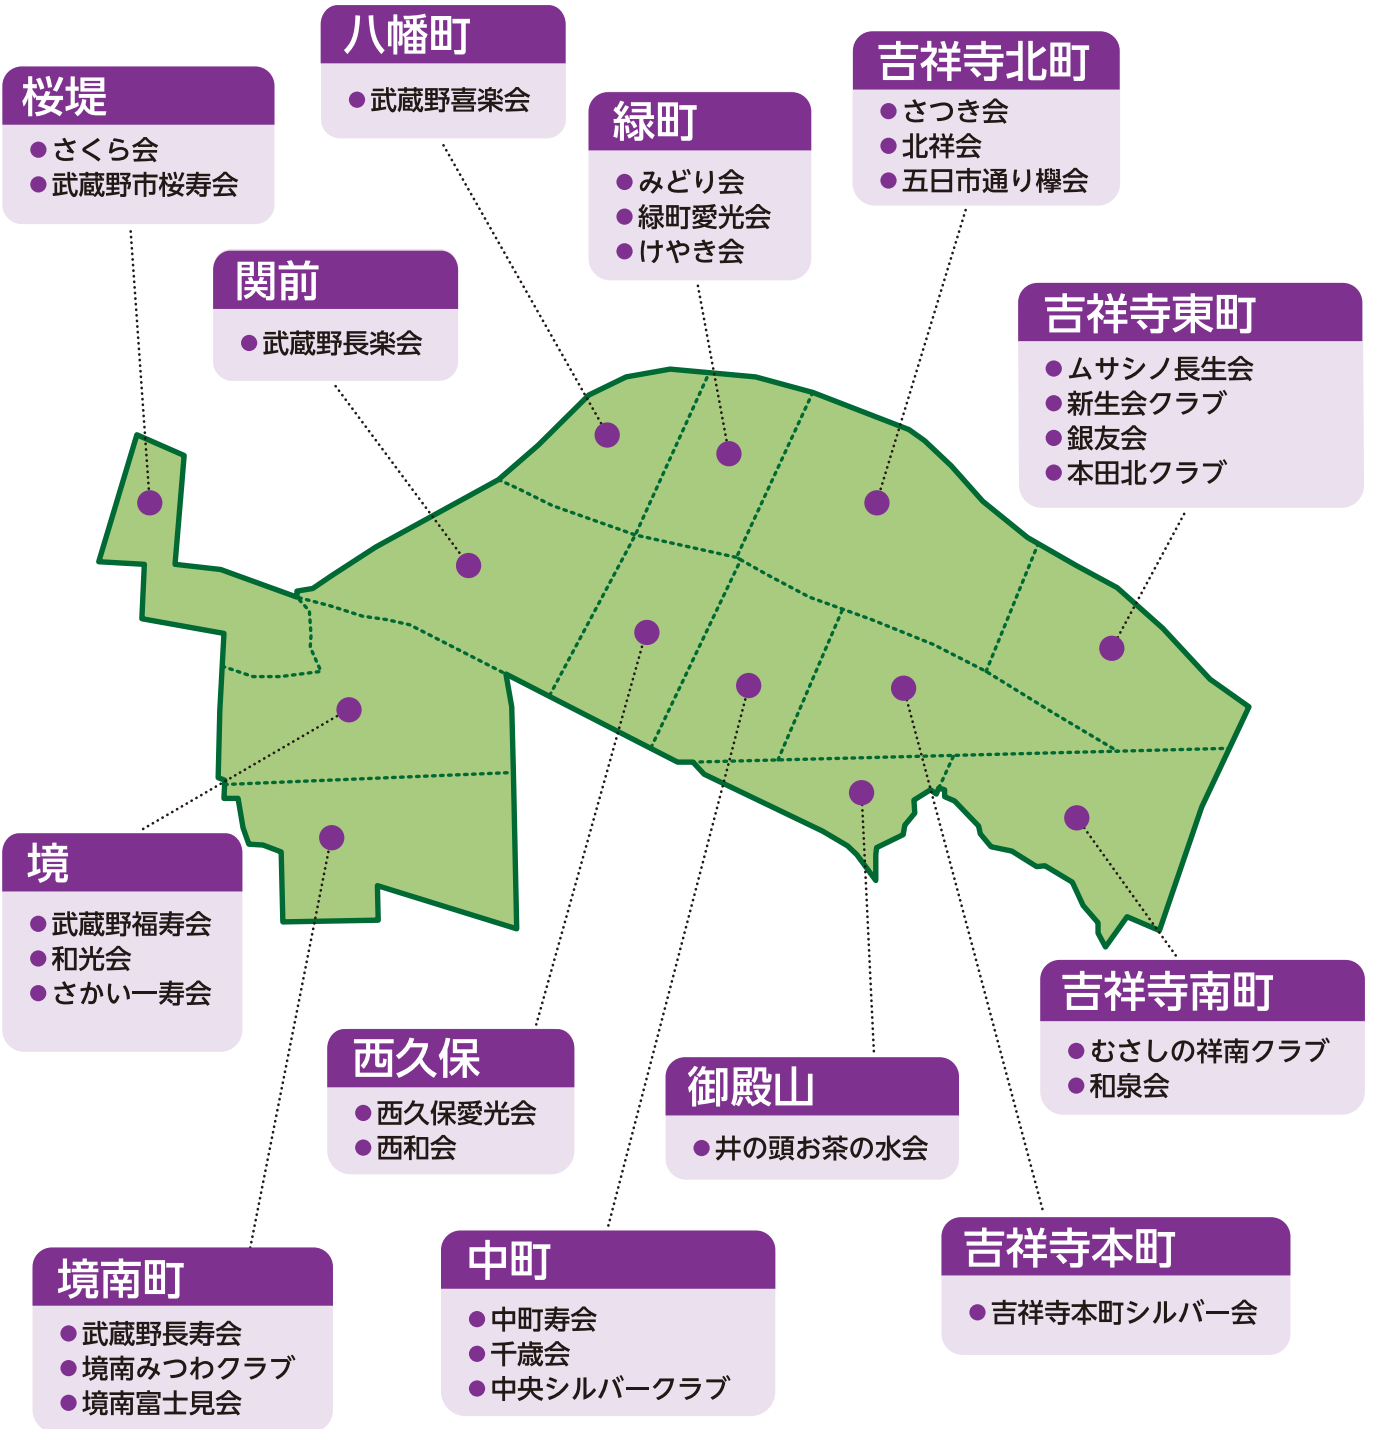 八幡町
武蔵野喜楽会
吉祥寺北町
さつき会
北祥会
五日市通り欅会
桜堤
さくら会
武蔵野市桜寿会
緑町
みどり会
緑町愛光会
けやき会
関前
武蔵野長楽会
吉祥寺東町
ムサシノ長生会
新生会クラブ
銀友会
本田北クラブ
境
武蔵野福寿会
和光会
さかい一寿会
吉祥寺南町
むさしの祥南クラブ
和泉会
西久保
西久保愛光会
西和会
御殿山
井の頭お茶の水会
吉祥寺本町
吉祥寺本町シルバー会
中町
中町寿会
千歳会
中央シルバークラブ
境南町
武蔵野長寿会
境南みつわクラブ
境南富士見会